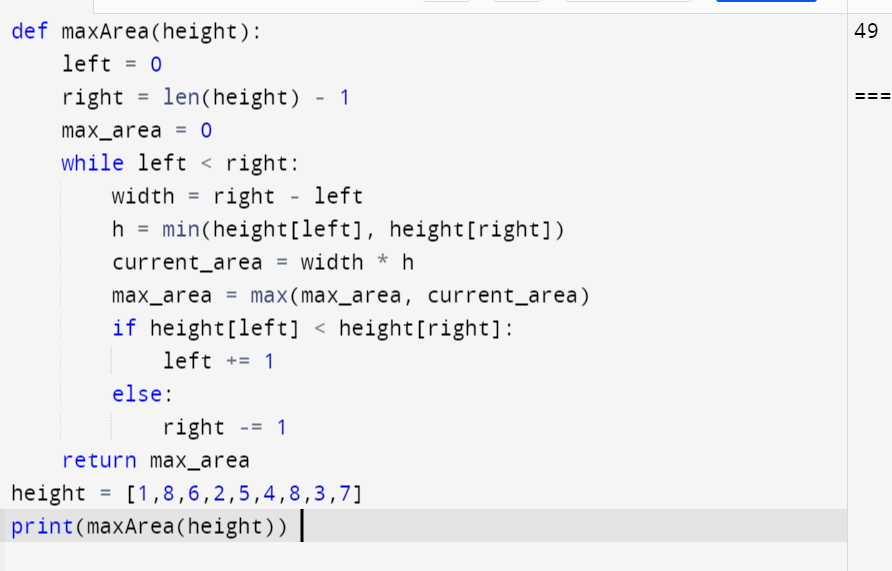 def maxArea(height):
    left = 0
    right = len(height) - 1
    max_area = 0
    while left < right:
        width = right - left
        h = min(height[left], height[right])
        current_area = width * h
        max_area = max(max_area, current_area)
        if height[left] < height[right]:
            left += 1
        else:
            right -= 1
    return max_area
height = [1,8,6,2,5,4,8,3,7]
print(maxArea(height))
49
===